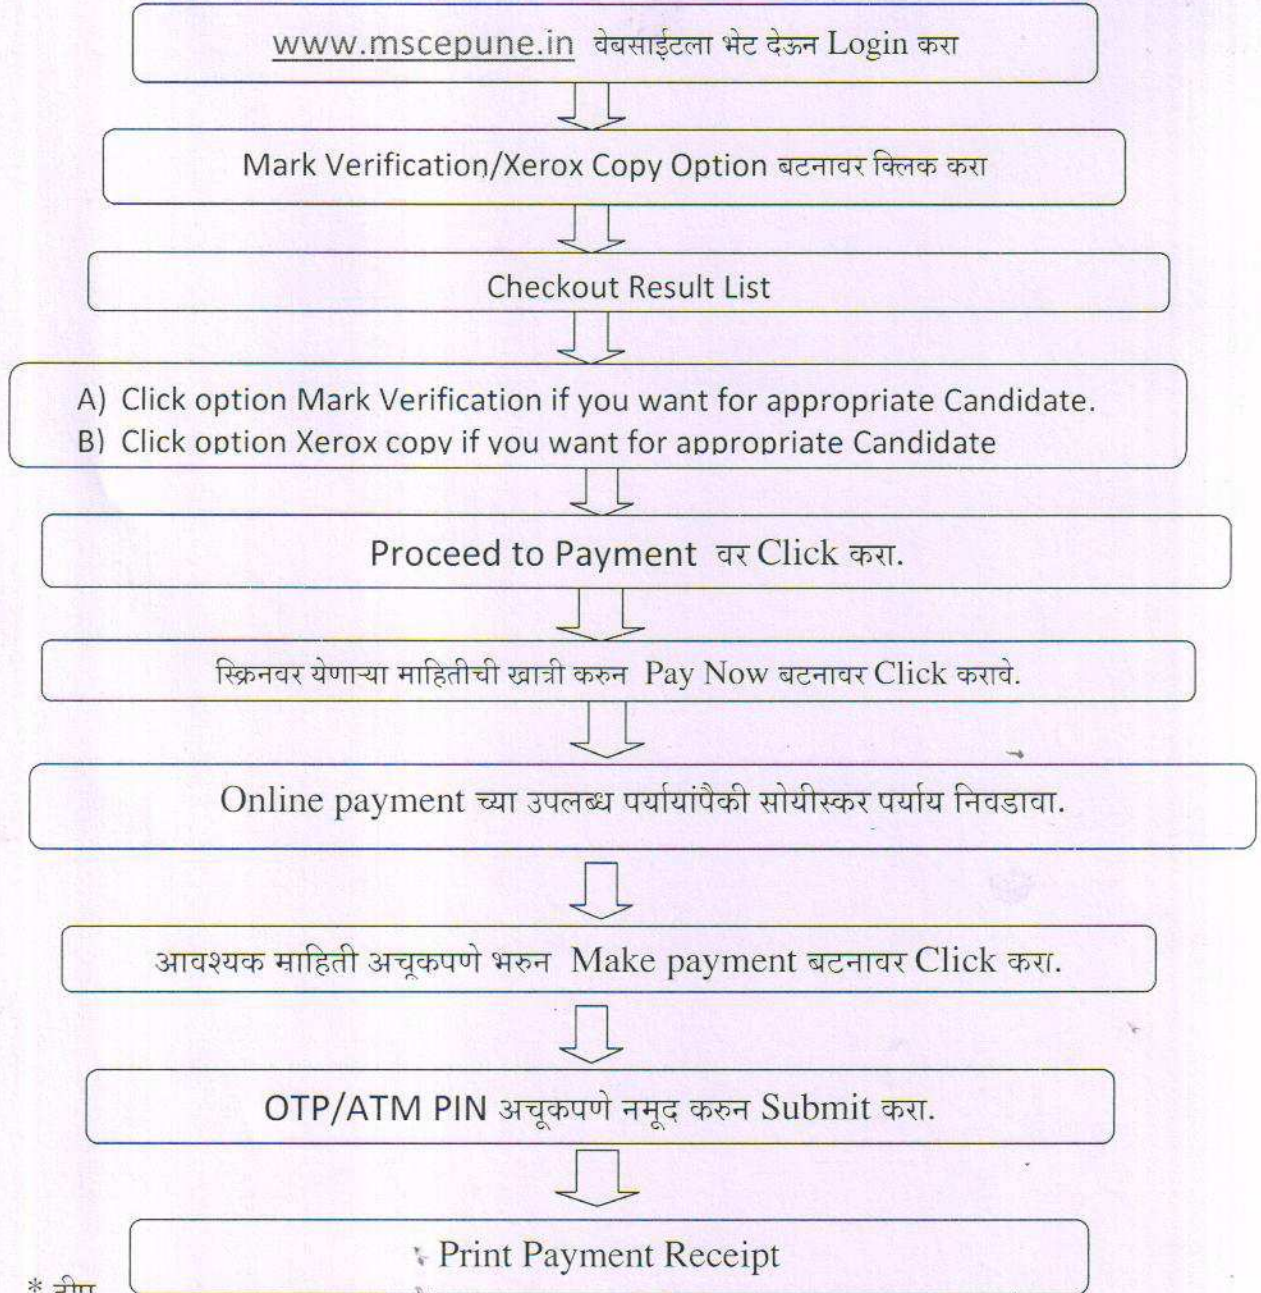 www.mscepune.in वेबसाईटला भेट देऊन Login करा
Mark Verification/Xerox Copy Option बटनावर क्लिक करा
Checkout Result List
A) Click option Mark Verification if you want for appropriate Candidate.
B) Click option Xerox copy if you want for appropriate Candidate
Proceed to Payment वर Click करा.
स्क्रिनवर येणाऱ्या माहितीची खात्री करुन Pay Now बटनावर Click करावे.
Online payment च्या उपलब्ध पर्यायांपैकी सोयीस्कर पर्याय निवडावा.
आवश्यक माहिती अचूकपणे भरुन Make payment बटनावर Click करा.
OTP/ATM PIN अचूकपणे नमूद करुन Submit करा.
Print Payment Receipt